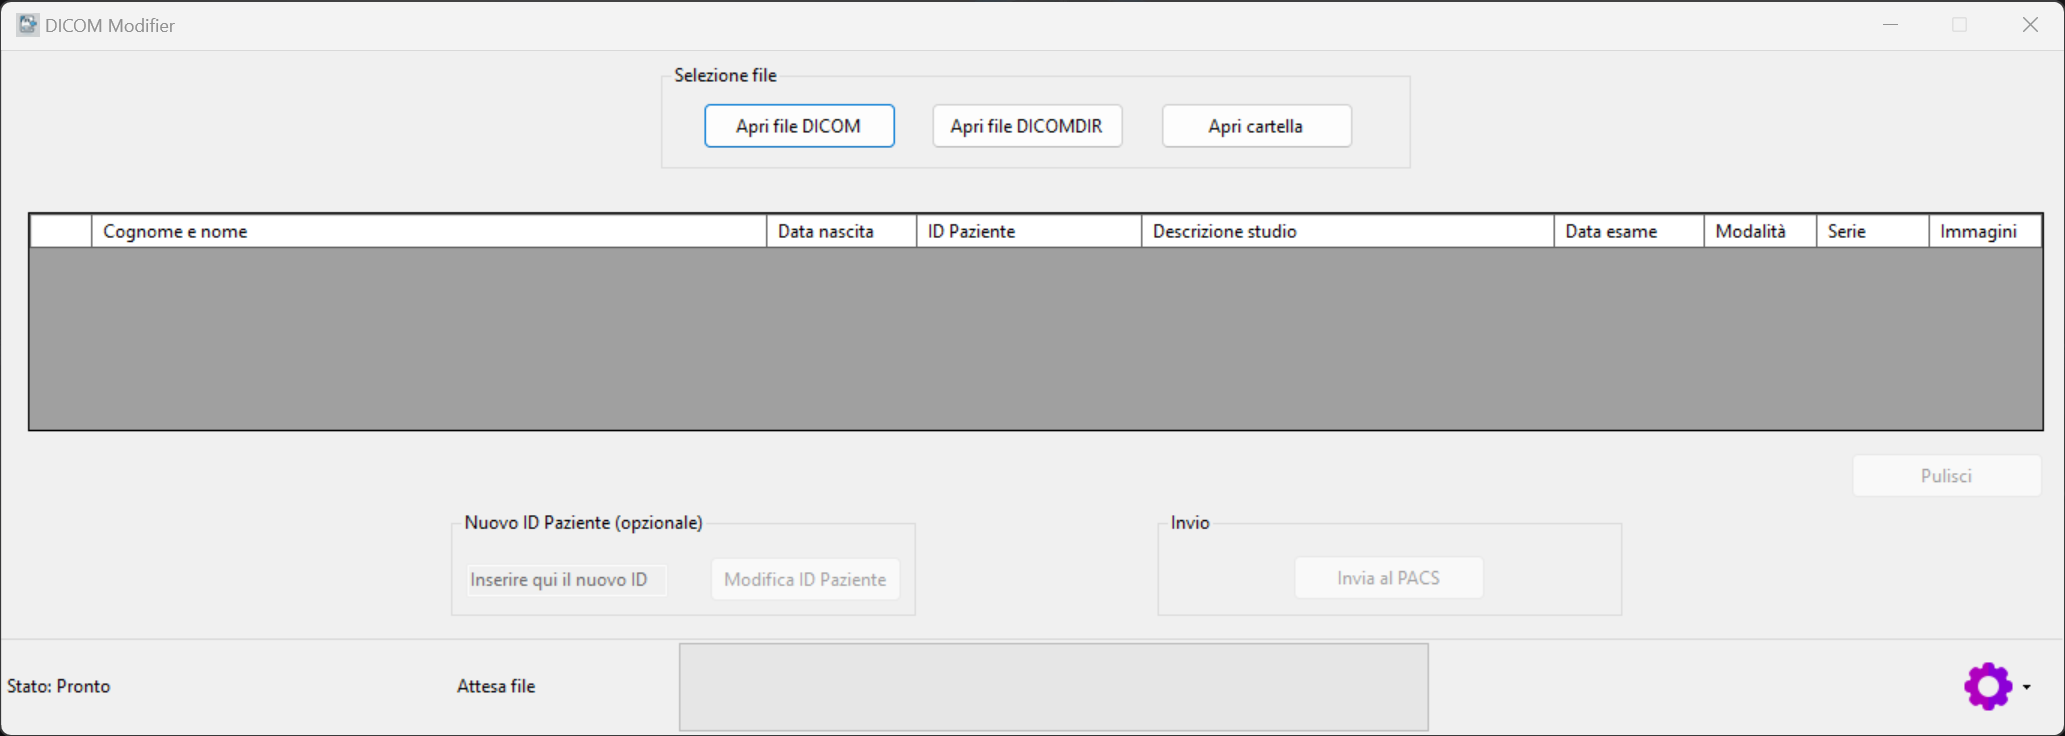 DICOM Modifier
Selezione file
Apri file DICOM
Apri file DICOMDIR
Apri cartella
Cognome e nome
Data nascita
ID Paziente
Descrizione studio
Data esame
Modalità
Serie
Immagini
Pulisci
Nuovo ID Paziente (opzionale)
Inserire qui il nuovo ID
Modifica ID Paziente
Invio
Invia al PACS
Stato: Pronto
Attesa file